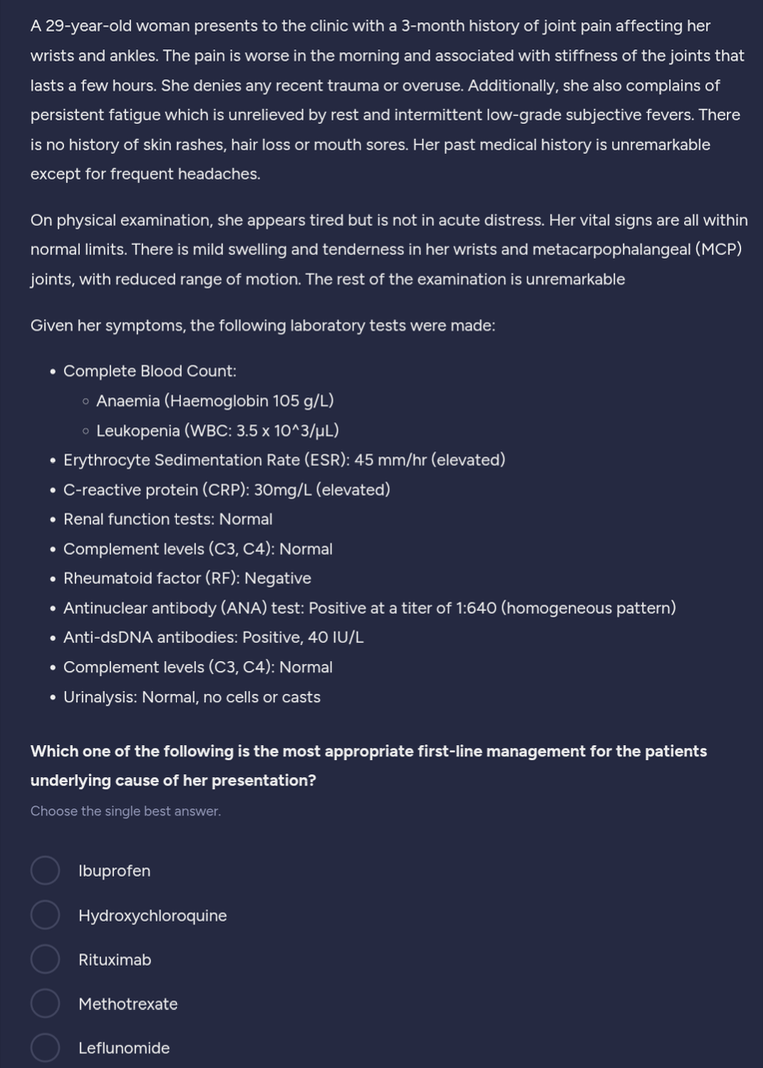 A 29-year-old woman presents to the clinic with a 3-month history of joint pain affecting her
wrists and ankles. The pain is worse in the morning and associated with stiffness of the joints that
lasts a few hours. She denies any recent trauma or overuse. Additionally, she also complains of
persistent fatigue which is unrelieved by rest and intermittent low-grade subjective fevers. There
is no history of skin rashes, hair loss or mouth sores. Her past medical history is unremarkable
except for frequent headaches.
On physical examination, she appears tired but is not in acute distress. Her vital signs are all within
normal limits. There is mild swelling and tenderness in her wrists and metacarpophalangeal (MCP)
joints, with reduced range of motion. The rest of the examination is unremarkable
Given her symptoms, the following laboratory tests were made:
• Complete Blood Count:
◦ Anaemia (Haemoglobin 105 g/L)
◦ Leukopenia (WBC: 3.5 x 10^3/μL)
• Erythrocyte Sedimentation Rate (ESR): 45 mm/hr (elevated)
• C-reactive protein (CRP): 30mg/L (elevated)
• Renal function tests: Normal
• Complement levels (C3, C4): Normal
• Rheumatoid factor (RF): Negative
• Antinuclear antibody (ANA) test: Positive at a titer of 1:640 (homogeneous pattern)
• Anti-dsDNA antibodies: Positive, 40 IU/L
• Complement levels (C3, C4): Normal
• Urinalysis: Normal, no cells or casts
Which one of the following is the most appropriate first-line management for the patients
underlying cause of her presentation?
Choose the single best answer.
Ibuprofen
Hydroxychloroquine
Rituximab
Methotrexate
Leflunomide